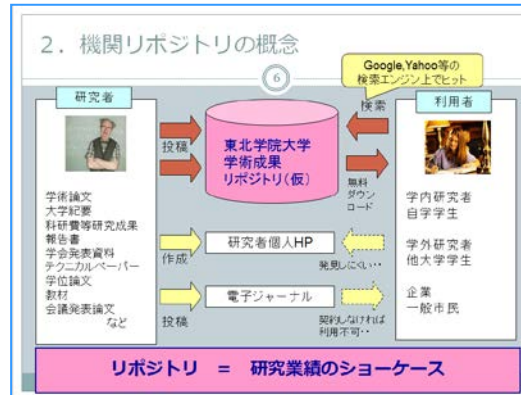 ２．機関リポジトリの概念
6
Google,Yahoo等の
検索エンジン上でヒット
研究者
学術論文
大学紀要
科研費等研究成果
報告書
学会発表資料
テクニカルペーパー
学位論文
教材
会議発表論文
など
投稿
東北学院大学
学術成果
リポジトリ(仮)
検索
無料
ダウン
ロード
作成
研究者個人HP
発見しにくい‥
投稿
電子ジャーナル
契約しなければ
利用不可‥
利用者
学内研究者
自学学生
学外研究者
他大学学生
企業
一般市民
リポジトリ ＝ 研究業績のショーケース